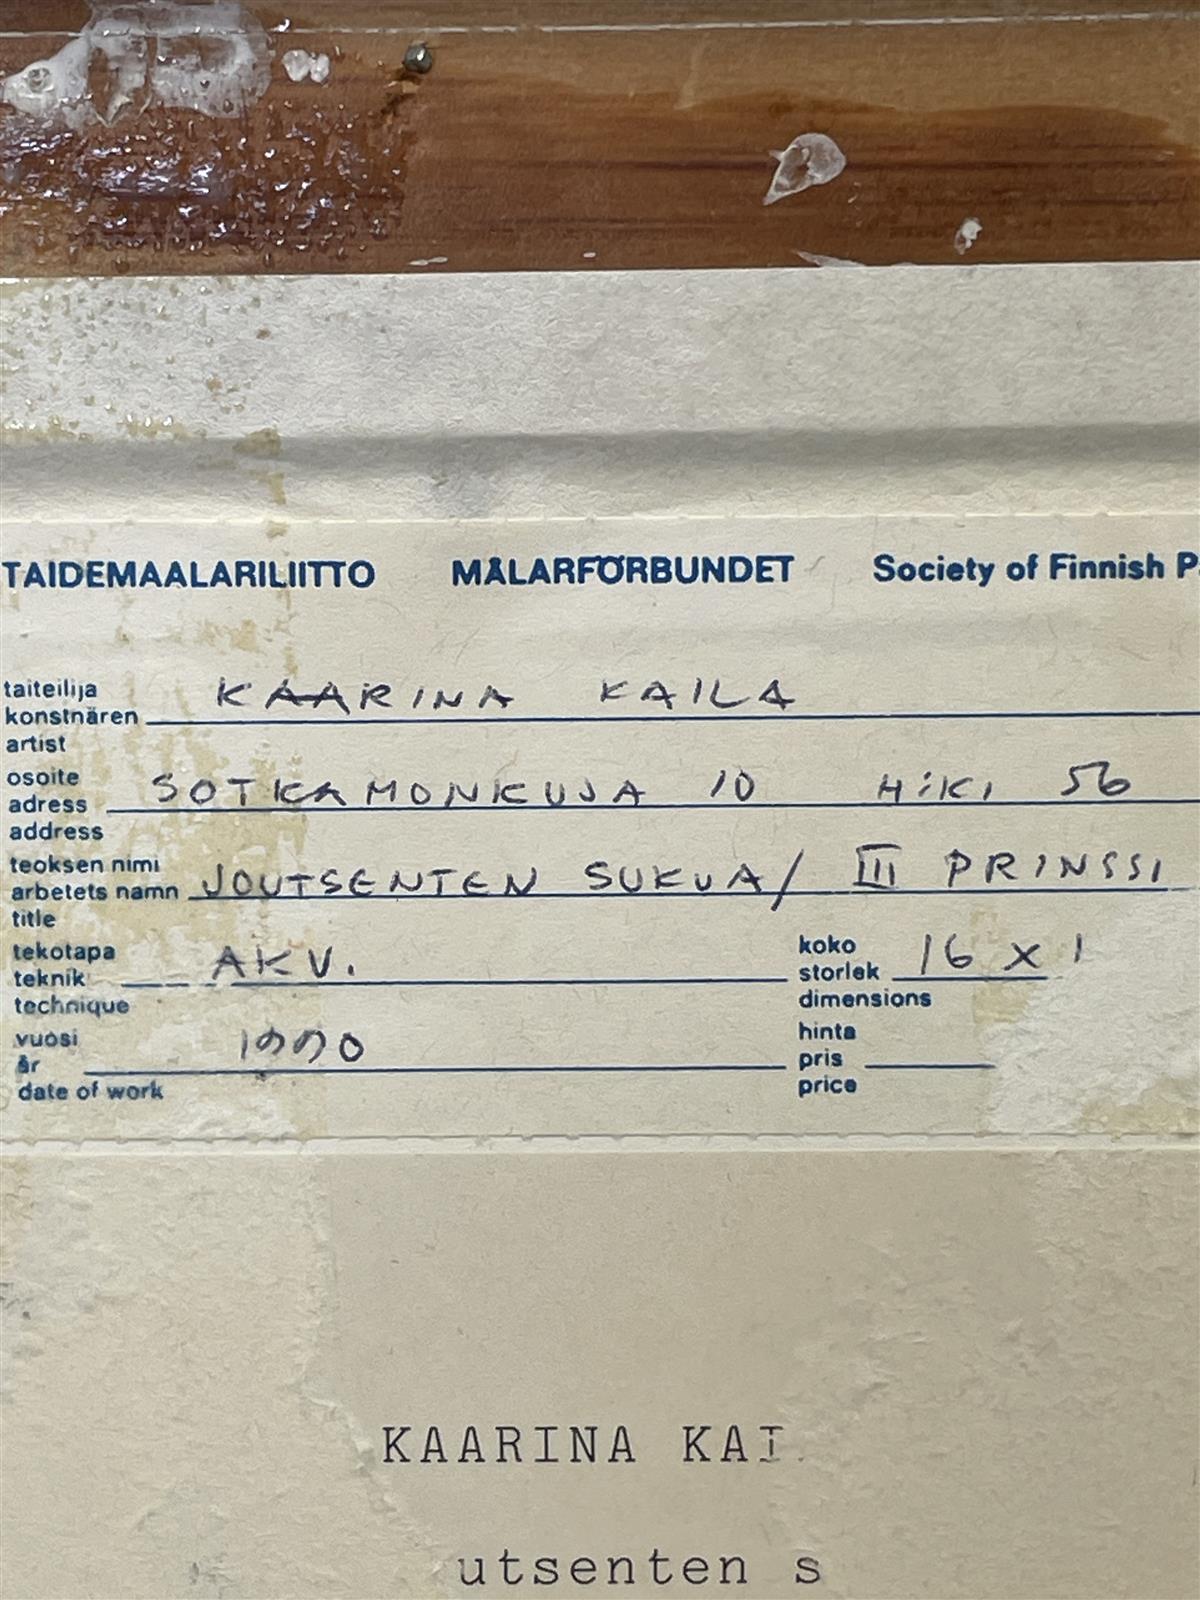 TAIDEMAALARILIITTO MÅLARFÖRBUNDET Society of Finnish P
taiteilija
konstnären KAARINA KAILA
artist
osoite
adress SOTKAMONKUJA 10 HIKI 56
address
teoksen nimi
arbetets namn JOUTSENTEN SUKUA/ III PRINSSI
title
tekotapa
teknik AKV.
technique
koko
storlek 16 x 1
dimensions
vuosi
år 1990
date of work
hinta
pris
price
KAARINA KAI
utsenten s